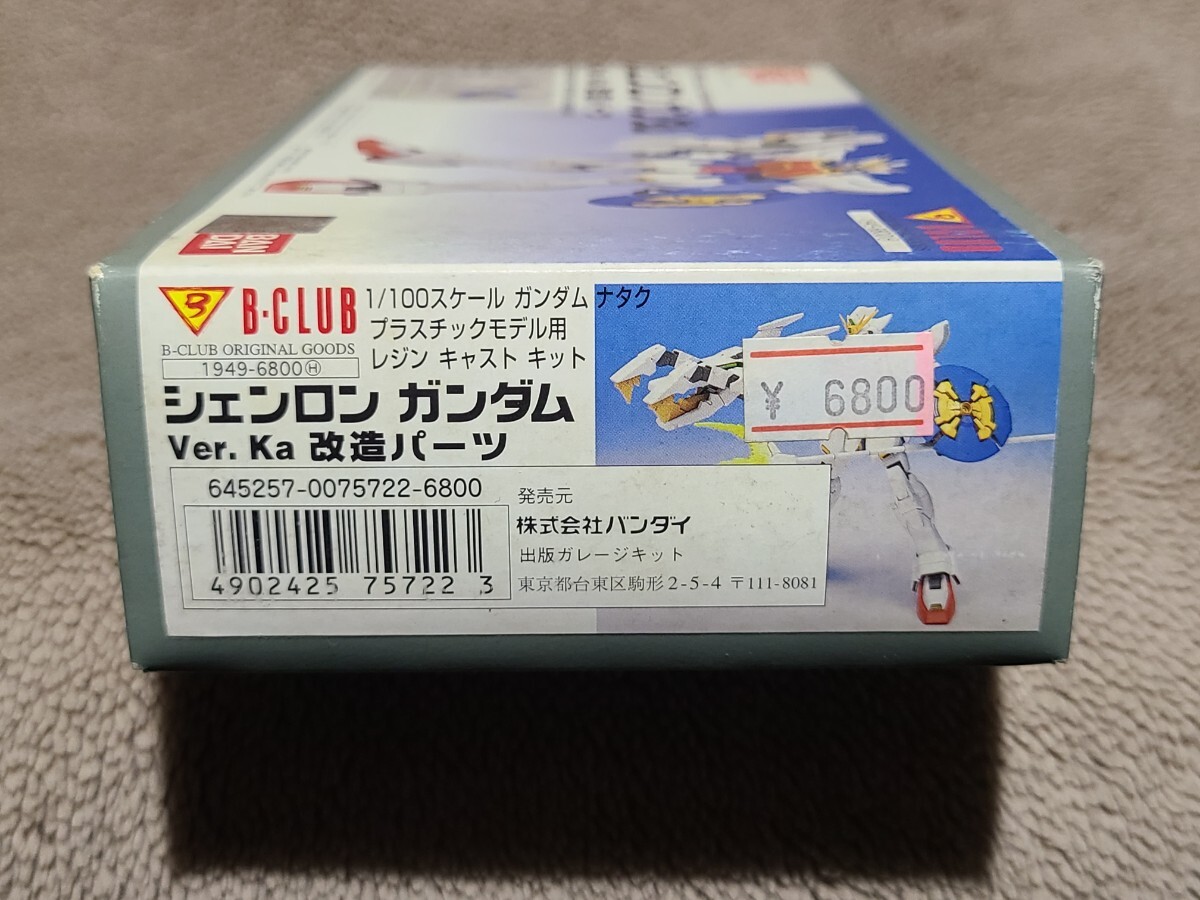 BAN
DAI
B-CLUB
B-CLUB ORIGINAL GOODS
1949-6800Ⓗ
1/100スケール ガンダム ナタク
プラスチックモデル用
レジン キャスト キット
シェンロン ガンダム
Ver. Ka 改造パーツ
¥ 6800
645257-0075722-6800
4902425 75722 3
発売元
株式会社バンダイ
出版ガレージキット
東京都台東区駒形2-5-4 〒111-8081